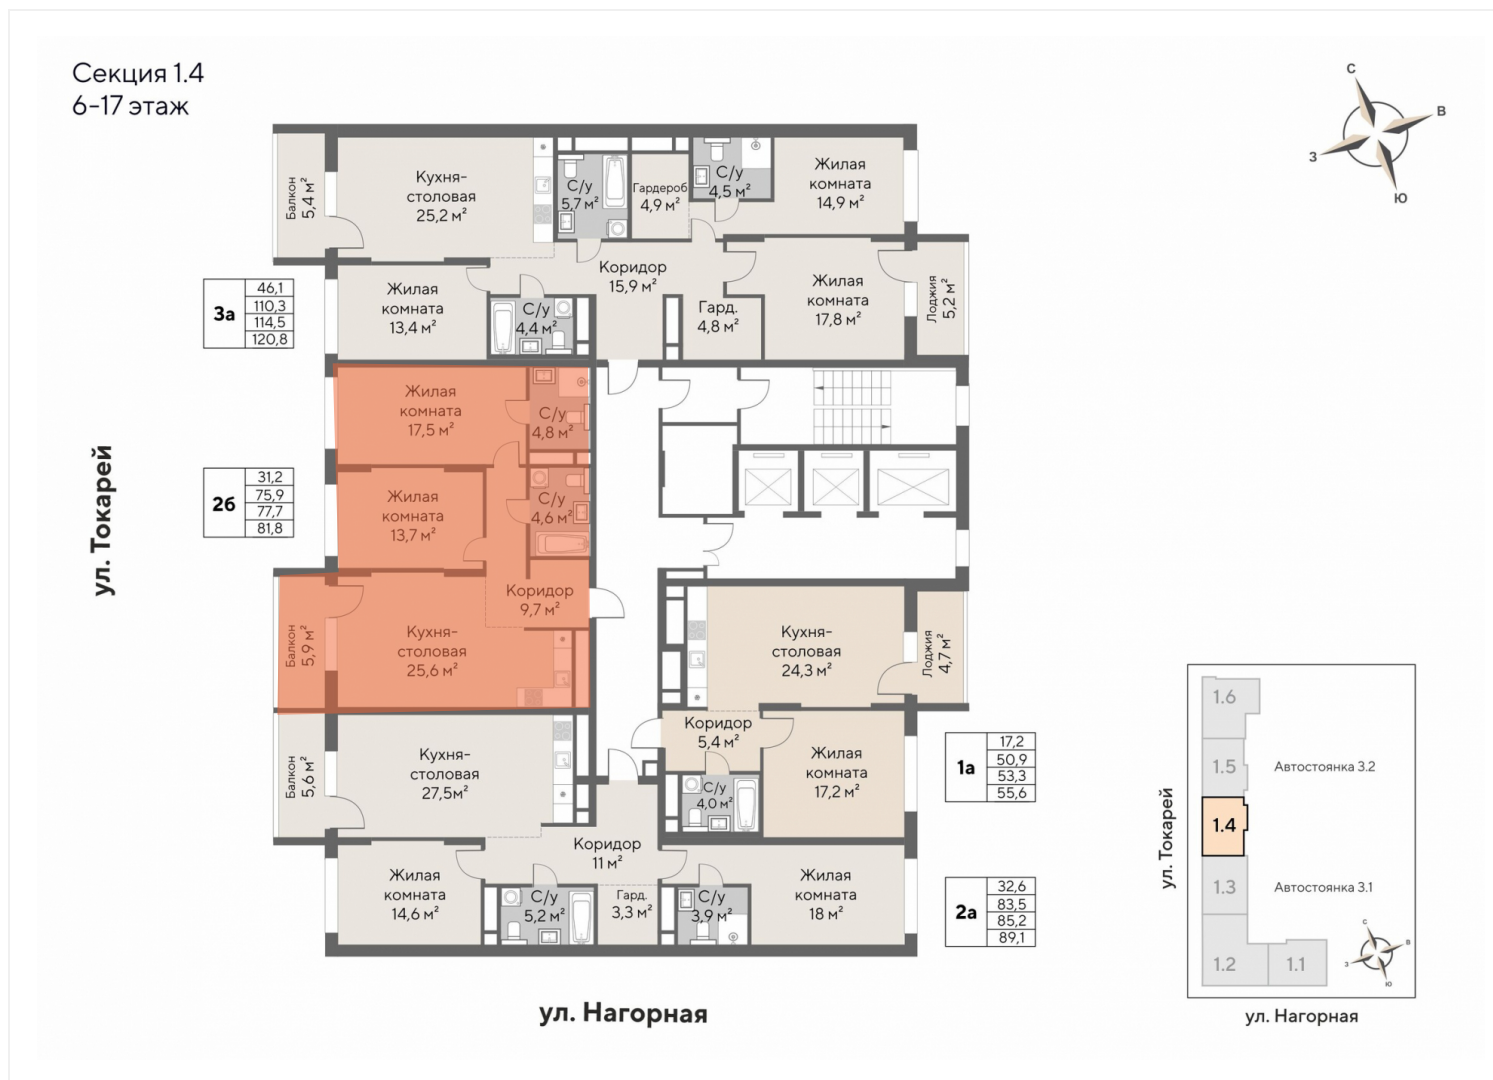 Секция 1.4
6-17 этаж
С
В
З
Ю
Балкон
5,4 м²
Кухня-
столовая
25,2 м²
С/у
5,7 м²
Гардероб
4,9 м²
С/у
4,5 м²
Жилая
комната
14,9 м²
Коридор
15,9 м²
Жилая
комната
17,8 м²
Лоджия
5,2 м²
3а
46,1
110,3
114,5
120,8
Жилая
комната
13,4 м²
С/у
4,4 м²
Гард.
4,8 м²
Жилая
комната
17,5 м²
С/у
4,8 м²
ул. Токарей
2б
31,2
75,9
77,7
81,8
Жилая
комната
13,7 м²
С/у
4,6 м²
Коридор
9,7 м²
Балкон
5,9 м²
Кухня-
столовая
25,6 м²
Кухня-
столовая
24,3 м²
Лоджия
4,7 м²
Коридор
5,4 м²
Жилая
комната
17,2 м²
С/у
4,0 м²
1а
17,2
50,9
53,3
55,6
Балкон
5,6 м²
Кухня-
столовая
27,5м²
Коридор
11 м²
Жилая
комната
14,6 м²
С/у
5,2 м²
Гард.
3,3 м²
С/у
3,9 м²
Жилая
комната
18 м²
2а
32,6
83,5
85,2
89,1
ул. Нагорная
1.6
1.5
Автостоянка 3.2
1.4
ул. Токарей
1.3
Автостоянка 3.1
1.2
1.1
С
В
З
Ю
ул. Нагорная